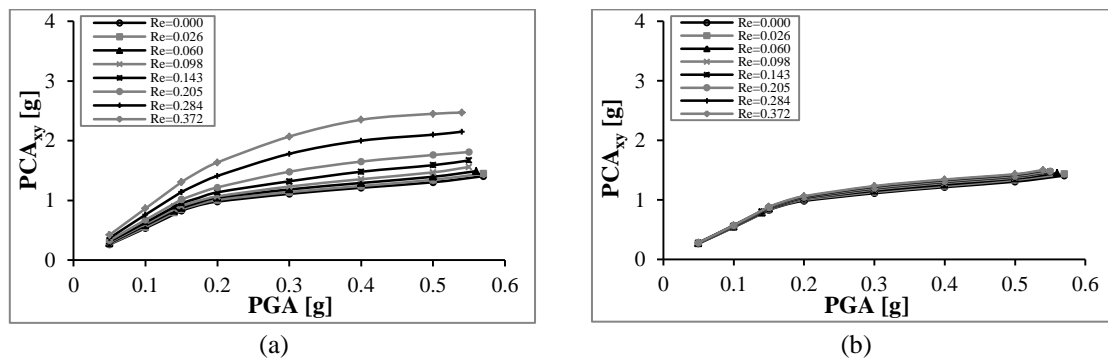 4
3
2
1
0
PCAxy [g]
Re=0.000
Re=0.026
Re=0.060
Re=0.098
Re=0.143
Re=0.205
Re=0.284
Re=0.372
0 0.1 0.2 0.3 0.4 0.5 0.6
PGA [g]
(a)
4
3
2
1
0
PCAxy [g]
Re=0.000
Re=0.026
Re=0.060
Re=0.098
Re=0.143
Re=0.205
Re=0.284
Re=0.372
0 0.1 0.2 0.3 0.4 0.5 0.6
PGA [g]
(b)